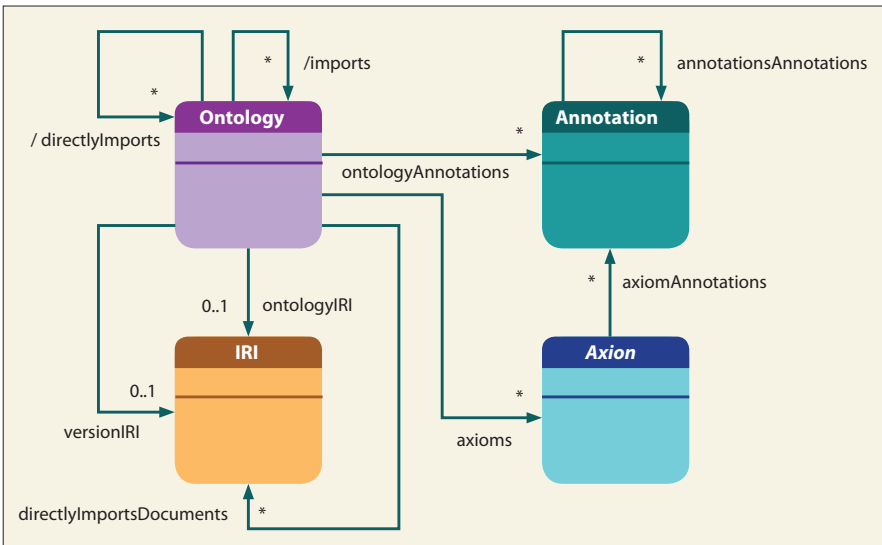 * /imports
* annotationsAnnotations
*
Ontology
Annotation
/ directlyImports
*
ontologyAnnotations
* axiomAnnotations
0..1 ontologyIRI
IRI
Axion
0..1
*
versionIRI
axioms
directlyImportsDocuments *